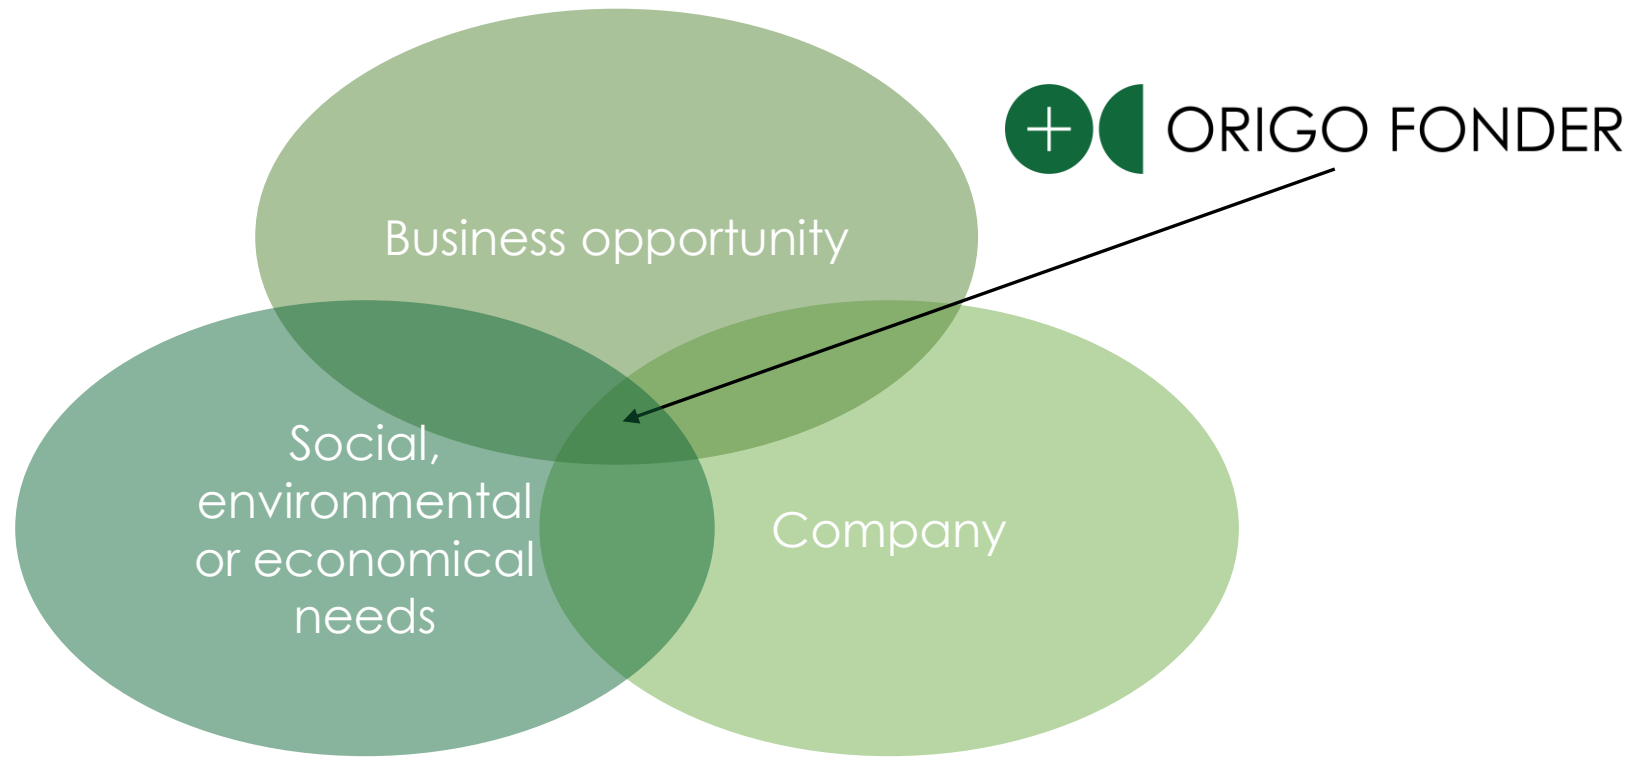 ORIGO FONDER
Business opportunity
Social,
environmental
or economical
needs
Company